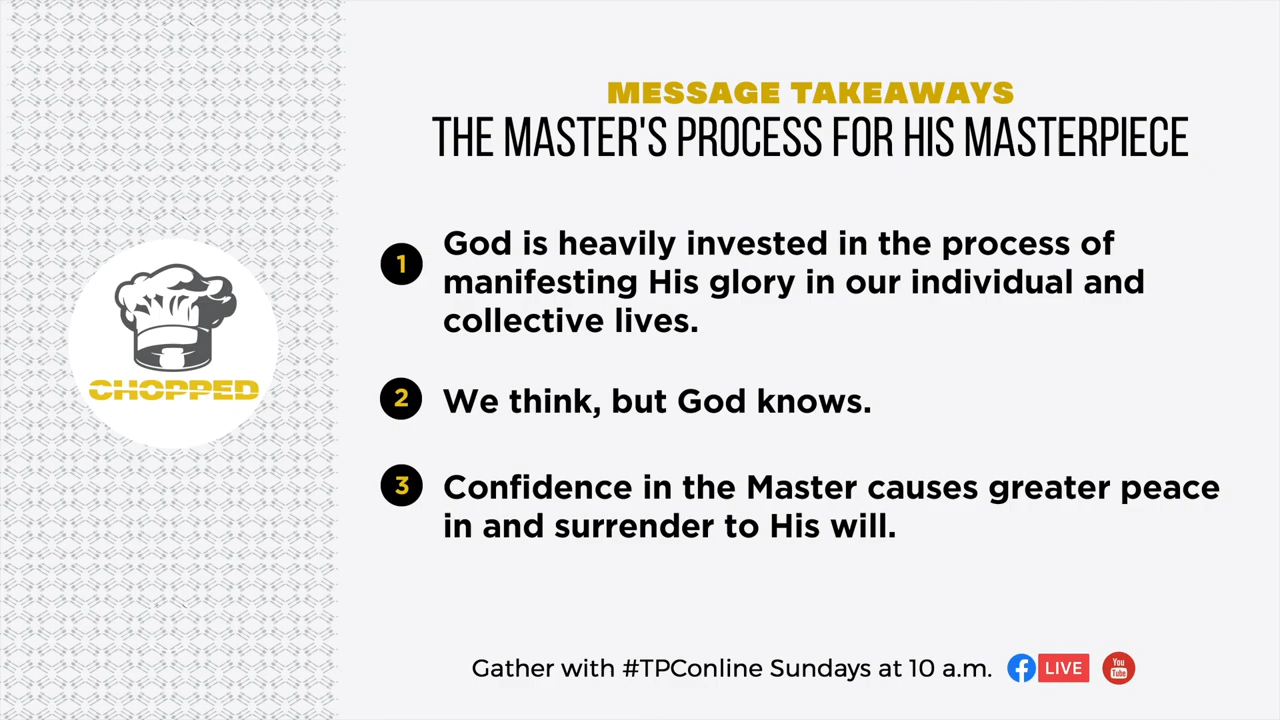 MESSAGE TAKEAWAYS
THE MASTER'S PROCESS FOR HIS MASTERPIECE
1 God is heavily invested in the process of
manifesting His glory in our individual and
collective lives.
2 We think, but God knows.
3 Confidence in the Master causes greater peace
in and surrender to His will.
CHOPPED
Gather with #TPConline Sundays at 10 a.m. LIVE You Tube